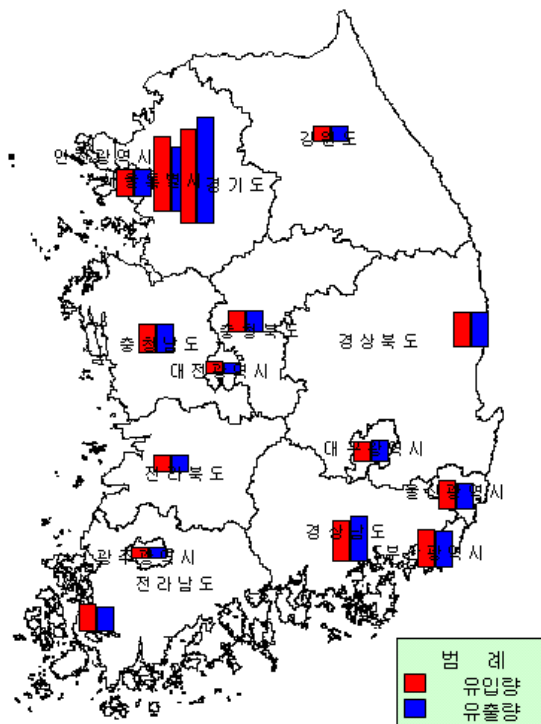 강원도
인천광역시
서울특별시
경기도
충청북도
충청남도
경상북도
대전광역시
대구광역시
전라북도
울산광역시
경상남도
부산광역시
광주광역시
전라남도
범 례
유입량
유출량